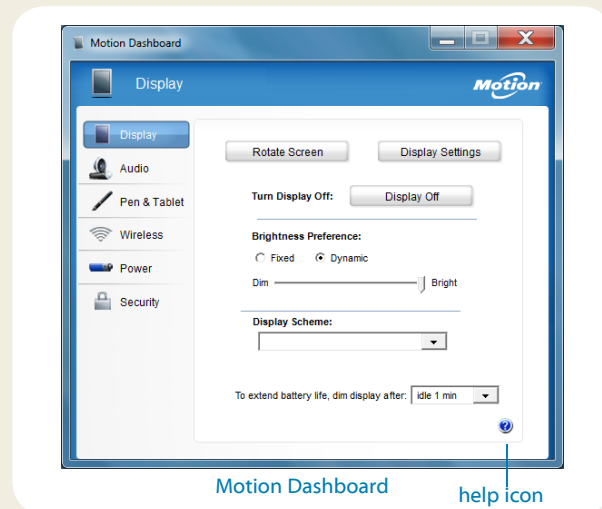 Motion Dashboard
Display
Motion
Display
Audio
Pen & Tablet
Wireless
Power
Security
Rotate Screen Display Settings
Turn Display Off: Display Off
Brightness Preference:
Fixed Dynamic
Dim Bright
Display Scheme:
To extend battery life, dim display after: idle 1 min
?
Motion Dashboard
help icon